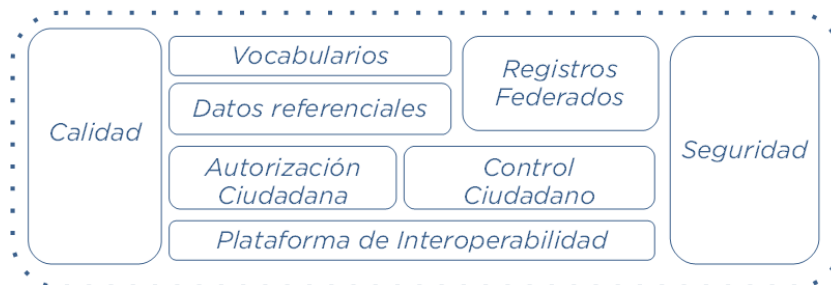 Calidad
Vocabularios
Datos referenciales
Registros
Federados
Autorización
Ciudadana
Control
Ciudadano
Plataforma de Interoperabilidad
Seguridad